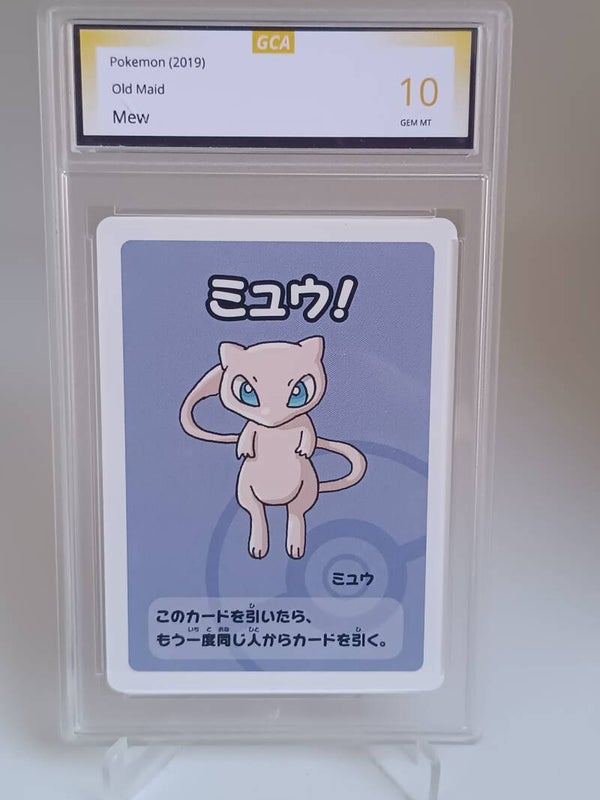 GCA
Pokemon (2019)
Old Maid
Mew
10
GEM MT
ミュウ!
ミュウ
このカードを引いたら、
もう一度同じ人からカードを引く。